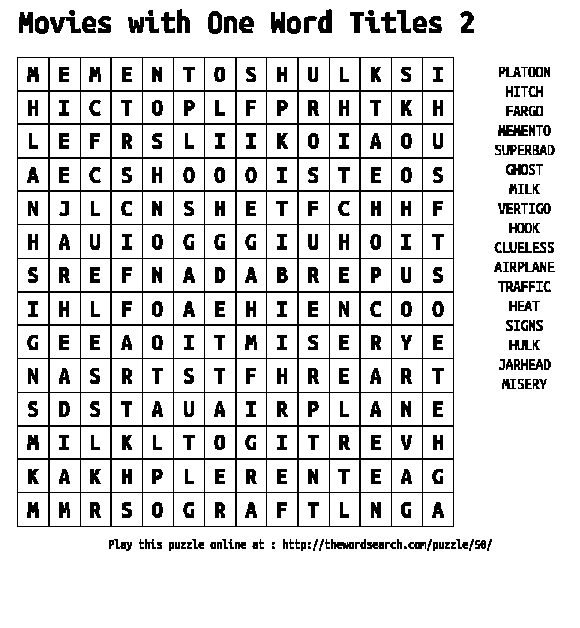 Movies with One Word Titles 2
M E M E N T O S H U L K S I
H I C T O P L F P R H T K H
L E F R S L I I K O I A O U
A E C S H O O O I S T E O S
N J L C N S H E T F C H H F
H A U I O G G G I U H O I T
S R E F N A D A B R E P U S
I H L F O A E H I E N C O O
G E E A O I T M I S E R Y E
N A S R T S T F H R E A R T
S D S T A U A I R P L A N E
M I L K L T O G I T R E V H
K A K H P L E R E N T E A G
M M R S O G R A F T L N G A
PLATOON
HITCH
FARGO
MEMENTO
SUPERBAD
GHOST
MILK
VERTIGO
HOOK
CLUELESS
AIRPLANE
TRAFFIC
HEAT
SIGNS
HULK
JARHEAD
MISERY
Play this puzzle online at : http://thewordsearch.com/puzzle/50/